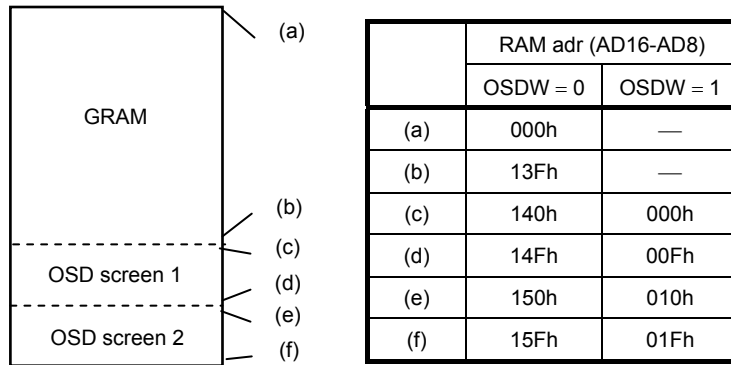 GRAM
OSD screen 1
OSD screen 2
(a)
(b)
(c)
(d)
(e)
(f)
RAM adr (AD16-AD8)
OSDW = 0 OSDW = 1
(a) 000h —
(b) 13Fh —
(c) 140h 000h
(d) 14Fh 00Fh
(e) 150h 010h
(f) 15Fh 01Fh